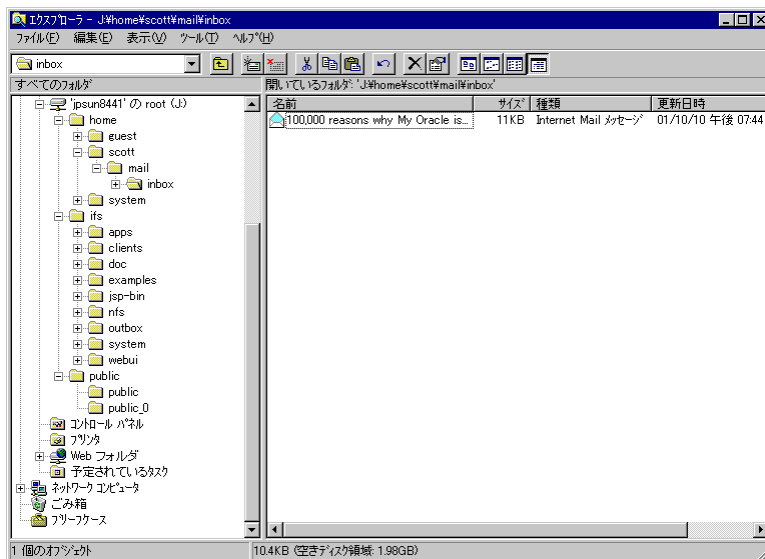 ｴｸｽﾌﾟﾛｰﾗ - J:¥home¥scott¥mail¥inbox
ﾌｧｲﾙ(F) 編集(E) 表示(V) ﾂｰﾙ(T) ﾍﾙﾌﾟ(H)
inbox
すべてのﾌｫﾙﾀﾞ
開いているﾌｫﾙﾀﾞ: 'J:¥home¥scott¥mail¥inbox'
'jpsun8441' の root (J:)
home
guest
scott
mail
inbox
system
ifs
apps
clients
doc
examples
jsp-bin
nfs
outbox
system
webui
public
public
public_0
ｺﾝﾄﾛｰﾙ ﾊﾟﾈﾙ
ﾌﾟﾘﾝﾀ
Web フォルダ
予定されているﾀｽｸ
ﾈｯﾄﾜｰｸ ｺﾝﾋﾟｭｰﾀ
ごみ箱
ﾌﾞﾘｰﾌｹｰｽ
名前 ｻｲｽﾞ 種類 更新日時
100,000 reasons why My Oracle is... 11KB Internet Mail ﾒｯｾｰｼﾞ 01/10/10 午後 07:44
1 個のｵﾌﾞｼﾞｪｸﾄ
10.4KB (空きﾃﾞｨｽｸ領域: 1.98GB)